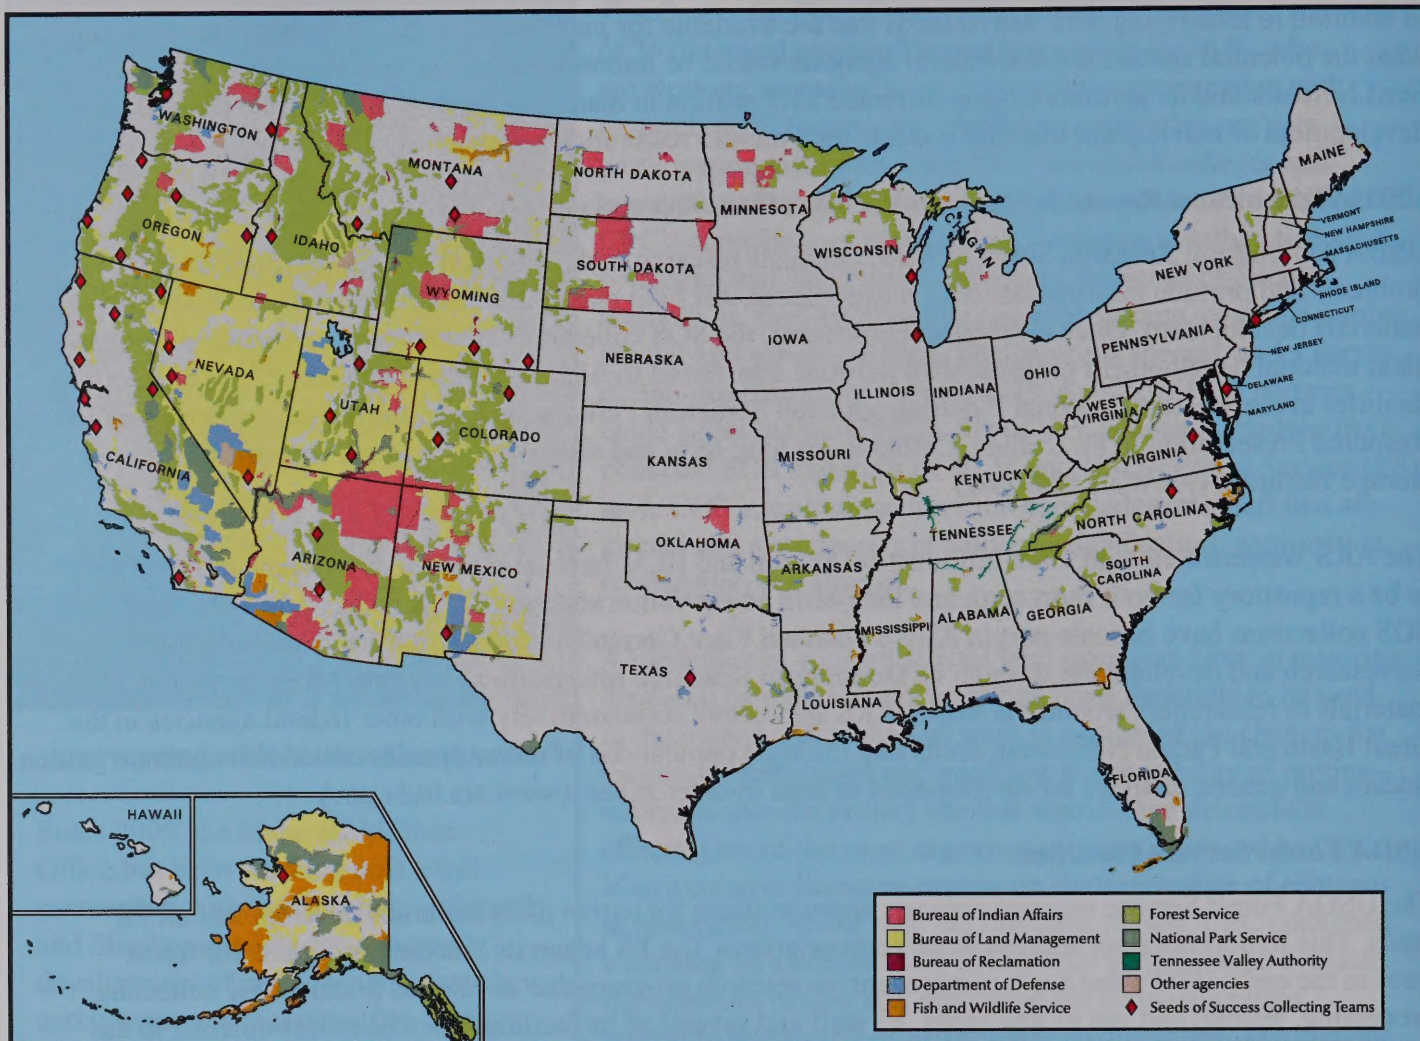 WASHINGTON
MONTANA
NORTH DAKOTA
MINNESOTA
MAINE
OREGON
IDAHO
WYOMING
SOUTH DAKOTA
WISCONSIN
MICHIGAN
NEW YORK
VERMONT
NEW HAMPSHIRE
MASSACHUSETTS
RHODE ISLAND
CONNECTICUT
NEW JERSEY
DELAWARE
MARYLAND
DC
PENNSYLVANIA
NEVADA
UTAH
COLORADO
NEBRASKA
IOWA
ILLINOIS
INDIANA
OHIO
WEST
VIRGINIA
VIRGINIA
CALIFORNIA
KANSAS
MISSOURI
KENTUCKY
ARIZONA
NEW MEXICO
OKLAHOMA
ARKANSAS
TENNESSEE
NORTH CAROLINA
SOUTH
CAROLINA
TEXAS
LOUISIANA
MISSISSIPPI
ALABAMA
GEORGIA
FLORIDA
HAWAII
ALASKA
Bureau of Indian Affairs
Bureau of Land Management
Bureau of Reclamation
Department of Defense
Fish and Wildlife Service
Forest Service
National Park Service
Tennessee Valley Authority
Other agencies
Seeds of Success Collecting Teams